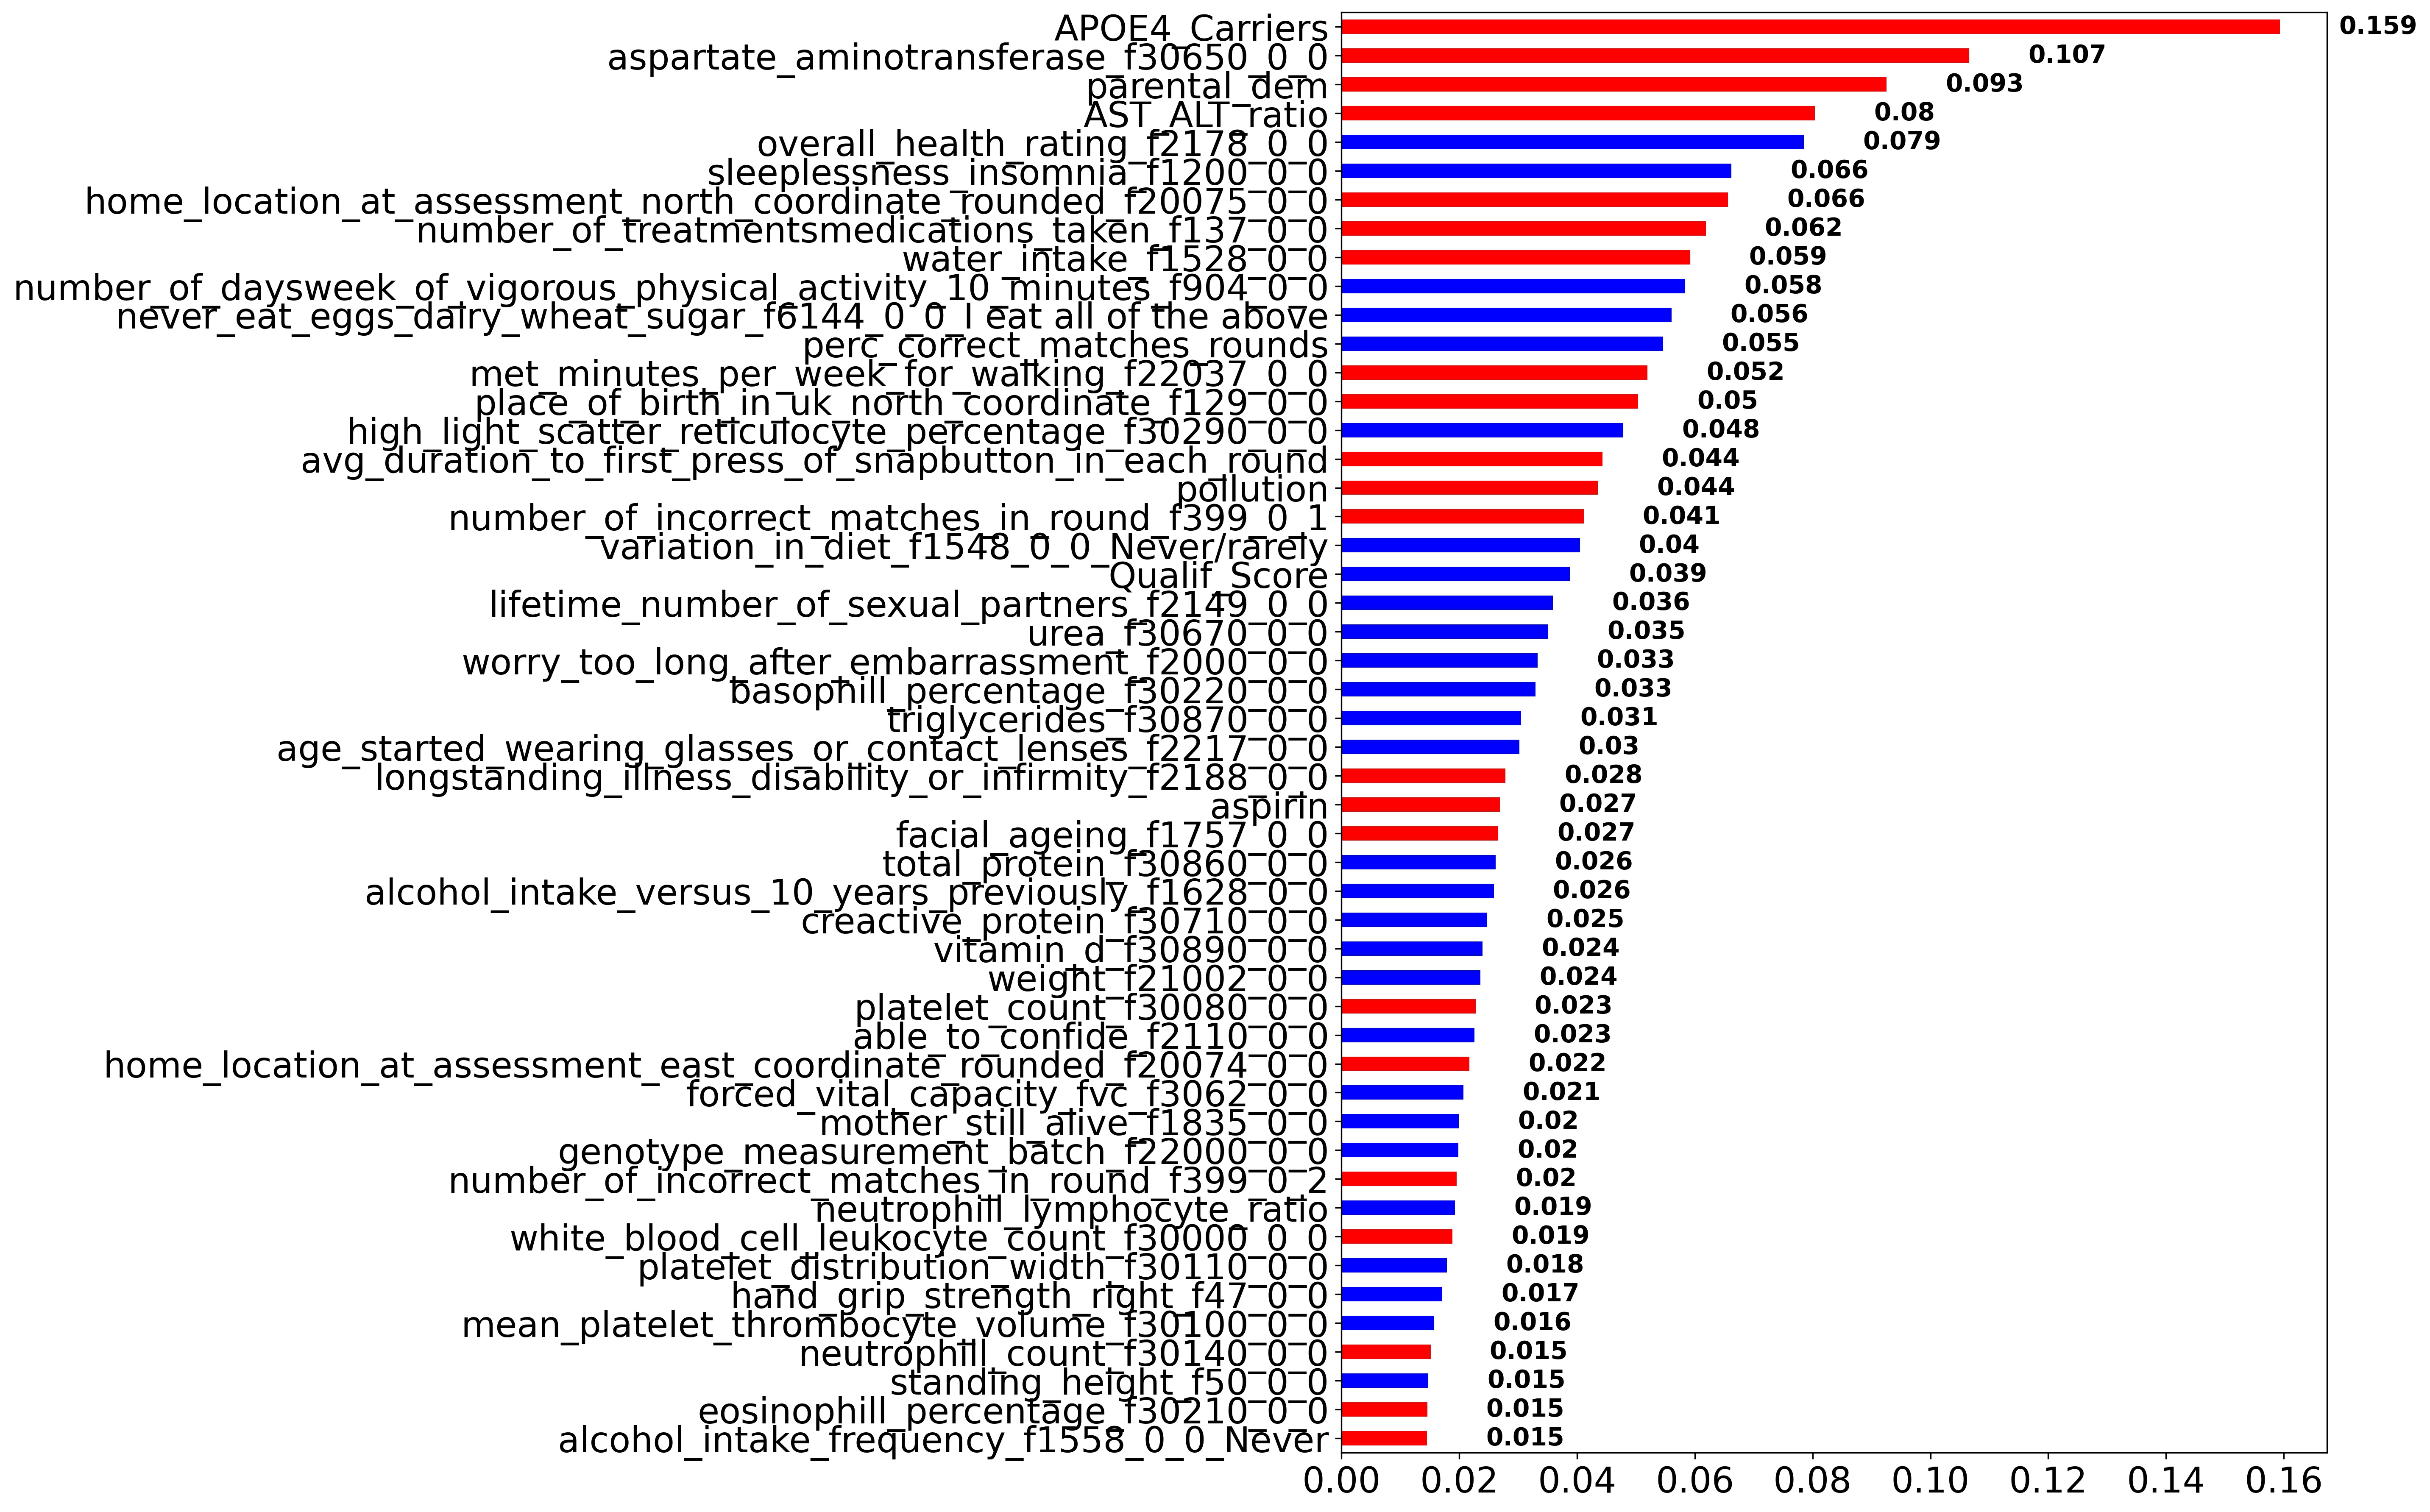 APOE4_Carriers 0.159
aspartate_aminotransferase_f30650_0_0 0.107
parental_dem 0.093
AST_ALT_ratio 0.08
overall_health_rating_f2178_0_0 0.079
sleeplessness_insomnia_f1200_0_0 0.066
home_location_at_assessment_north_coordinate_rounded_f20075_0_0 0.066
number_of_treatmentsmedications_taken_f137_0_0 0.062
water_intake_f1528_0_0 0.059
number_of_daysweek_of_vigorous_physical_activity_10_minutes_f904_0_0 0.058
never_eat_eggs_dairy_wheat_sugar_f6144_0_0_I eat all of the above 0.056
perc_correct_matches_rounds 0.055
met_minutes_per_week_for_walking_f22037_0_0 0.052
place_of_birth_in_uk_north_coordinate_f129_0_0 0.05
high_light_scatter_reticulocyte_percentage_f30290_0_0 0.048
avg_duration_to_first_press_of_snapbutton_in_each_round 0.044
pollution 0.044
number_of_incorrect_matches_in_round_f399_0_1 0.041
variation_in_diet_f1548_0_0_Never/rarely 0.04
Qualif_Score 0.039
lifetime_number_of_sexual_partners_f2149_0_0 0.036
urea_f30670_0_0 0.035
worry_too_long_after_embarrassment_f2000_0_0 0.033
basophill_percentage_f30220_0_0 0.033
triglycerides_f30870_0_0 0.031
age_started_wearing_glasses_or_contact_lenses_f2217_0_0 0.03
longstanding_illness_disability_or_infirmity_f2188_0_0 0.028
aspirin 0.027
facial_ageing_f1757_0_0 0.027
total_protein_f30860_0_0 0.026
alcohol_intake_versus_10_years_previously_f1628_0_0 0.026
creactive_protein_f30710_0_0 0.025
vitamin_d_f30890_0_0 0.024
weight_f21002_0_0 0.024
platelet_count_f30080_0_0 0.023
able_to_confide_f2110_0_0 0.023
home_location_at_assessment_east_coordinate_rounded_f20074_0_0 0.022
forced_vital_capacity_fvc_f3062_0_0 0.021
mother_still_alive_f1835_0_0 0.02
genotype_measurement_batch_f22000_0_0 0.02
number_of_incorrect_matches_in_round_f399_0_2 0.02
neutrophill_lymphocyte_ratio 0.019
white_blood_cell_leukocyte_count_f30000_0_0 0.019
platelet_distribution_width_f30110_0_0 0.018
hand_grip_strength_right_f47_0_0 0.017
mean_platelet_thrombocyte_volume_f30100_0_0 0.016
neutrophill_count_f30140_0_0 0.015
standing_height_f50_0_0 0.015
eosinophill_percentage_f30210_0_0 0.015
alcohol_intake_frequency_f1558_0_0_Never 0.015
0.00 0.02 0.04 0.06 0.08 0.10 0.12 0.14 0.16